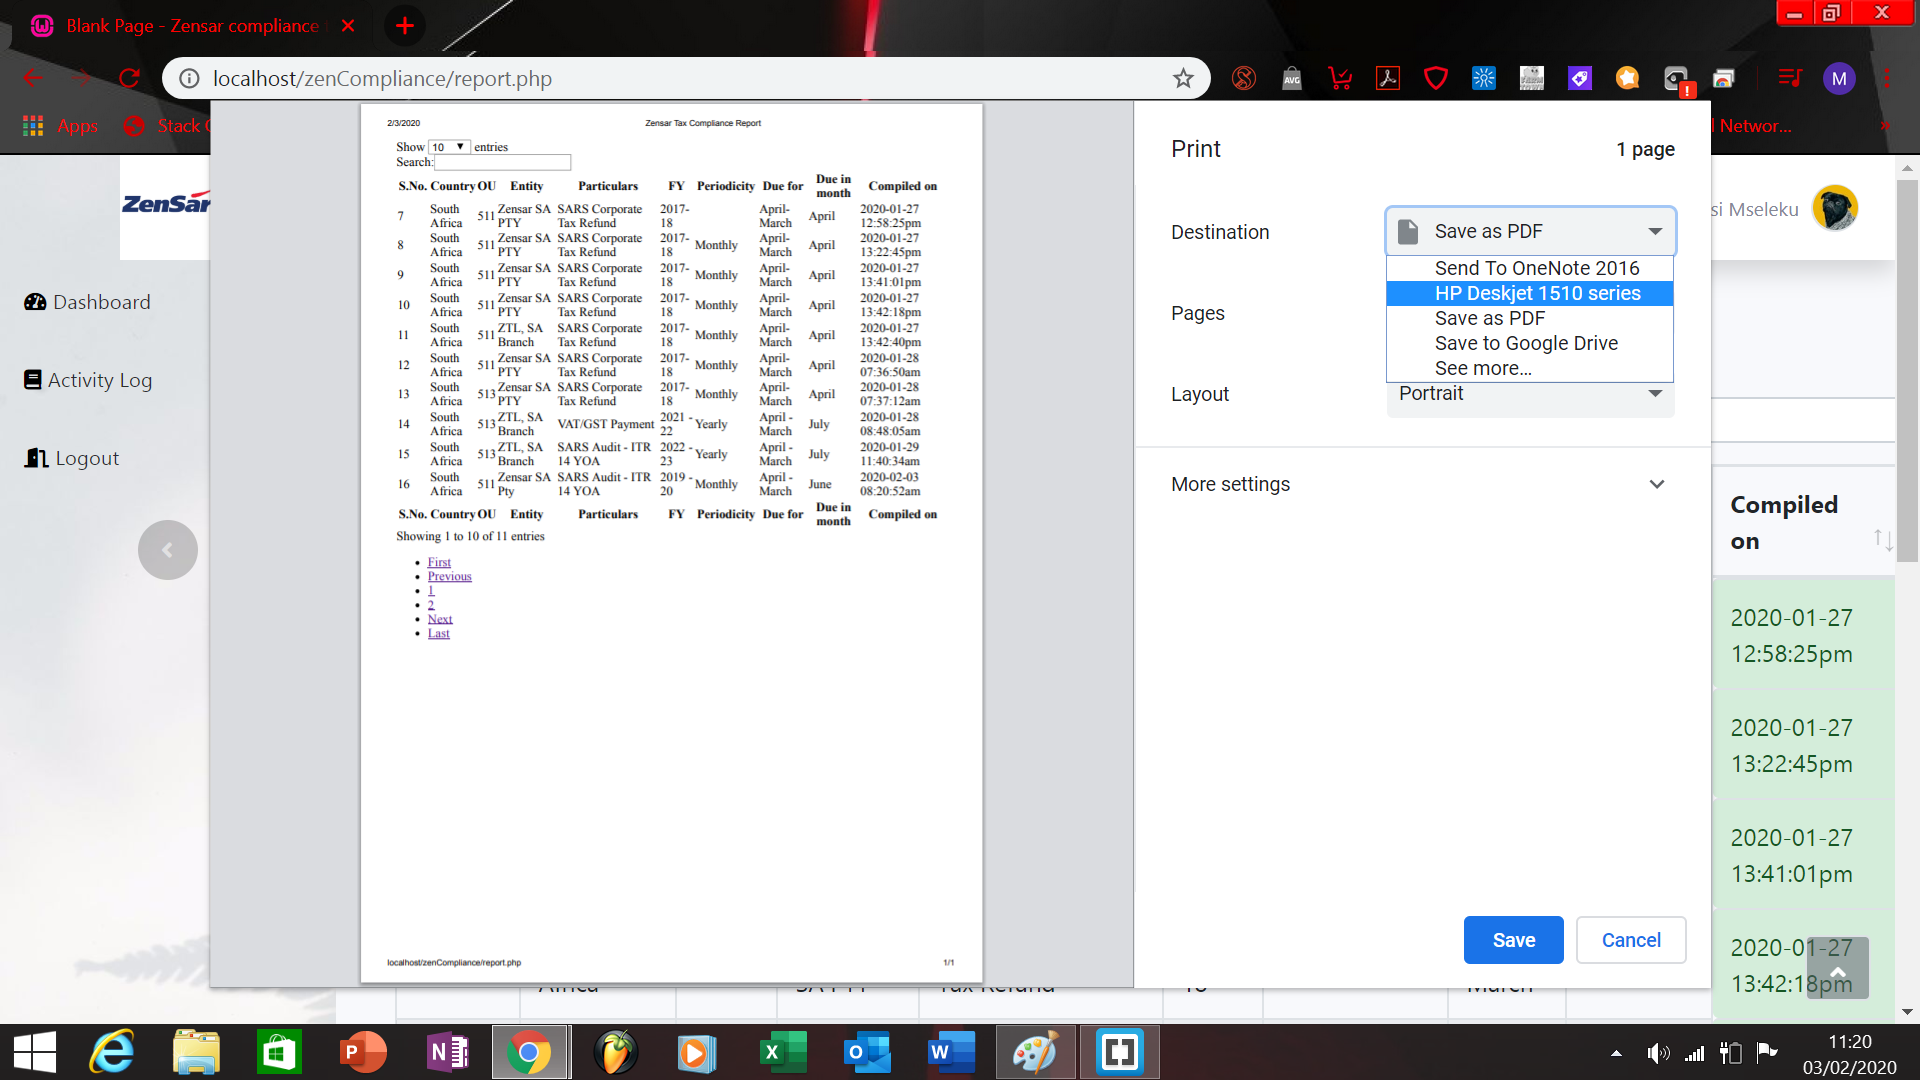 Blank Page - Zensar compliance
localhost/zenCompliance/report.php
AVG
M
Apps
Stack
l Networ...
»
ZenSar
si Mseleku
Dashboard
Activity Log
Logout
2/3/2020 Zensar Tax Compliance Report
Show 10 entries
Search:
S.No. Country OU Entity Particulars FY Periodicity Due for Due in month Compiled on
7 South Africa 511 Zensar SA PTY SARS Corporate Tax Refund 2017-18 April-March April 2020-01-27 12:58:25pm
8 South Africa 511 Zensar SA PTY SARS Corporate Tax Refund 2017-18 Monthly April-March April 2020-01-27 13:22:45pm
9 South Africa 511 Zensar SA PTY SARS Corporate Tax Refund 2017-18 Monthly April-March April 2020-01-27 13:41:01pm
10 South Africa 511 Zensar SA PTY SARS Corporate Tax Refund 2017-18 Monthly April-March April 2020-01-27 13:42:18pm
11 South Africa 511 ZTL, SA Branch SARS Corporate Tax Refund 2017-18 Monthly April-March April 2020-01-27 13:42:40pm
12 South Africa 511 Zensar SA PTY SARS Corporate Tax Refund 2017-18 Monthly April-March April 2020-01-28 07:36:50am
13 South Africa 513 Zensar SA PTY SARS Corporate Tax Refund 2017-18 Monthly April-March April 2020-01-28 07:37:12am
14 South Africa 513 ZTL, SA Branch VAT/GST Payment 2021 - 22 Yearly April - March July 2020-01-28 08:48:05am
15 South Africa 513 ZTL, SA Branch SARS Audit - ITR 14 YOA 2022 - 23 Yearly April - March July 2020-01-29 11:40:34am
16 South Africa 511 Zensar SA Pty SARS Audit - ITR 14 YOA 2019 - 20 Monthly April - March June 2020-02-03 08:20:52am
S.No. Country OU Entity Particulars FY Periodicity Due for Due in month Compiled on
Showing 1 to 10 of 11 entries
First
Previous
1
2
Next
Last
localhost/zenCompliance/report.php 1/1
Print 1 page
Destination Save as PDF
Send To OneNote 2016
HP Deskjet 1510 series
Save as PDF
Save to Google Drive
See more...
Pages
Layout Portrait
More settings
Save Cancel
Compiled
on
2020-01-27
12:58:25pm
2020-01-27
13:22:45pm
2020-01-27
13:41:01pm
2020-01-27
13:42:18pm
11:20
03/02/2020